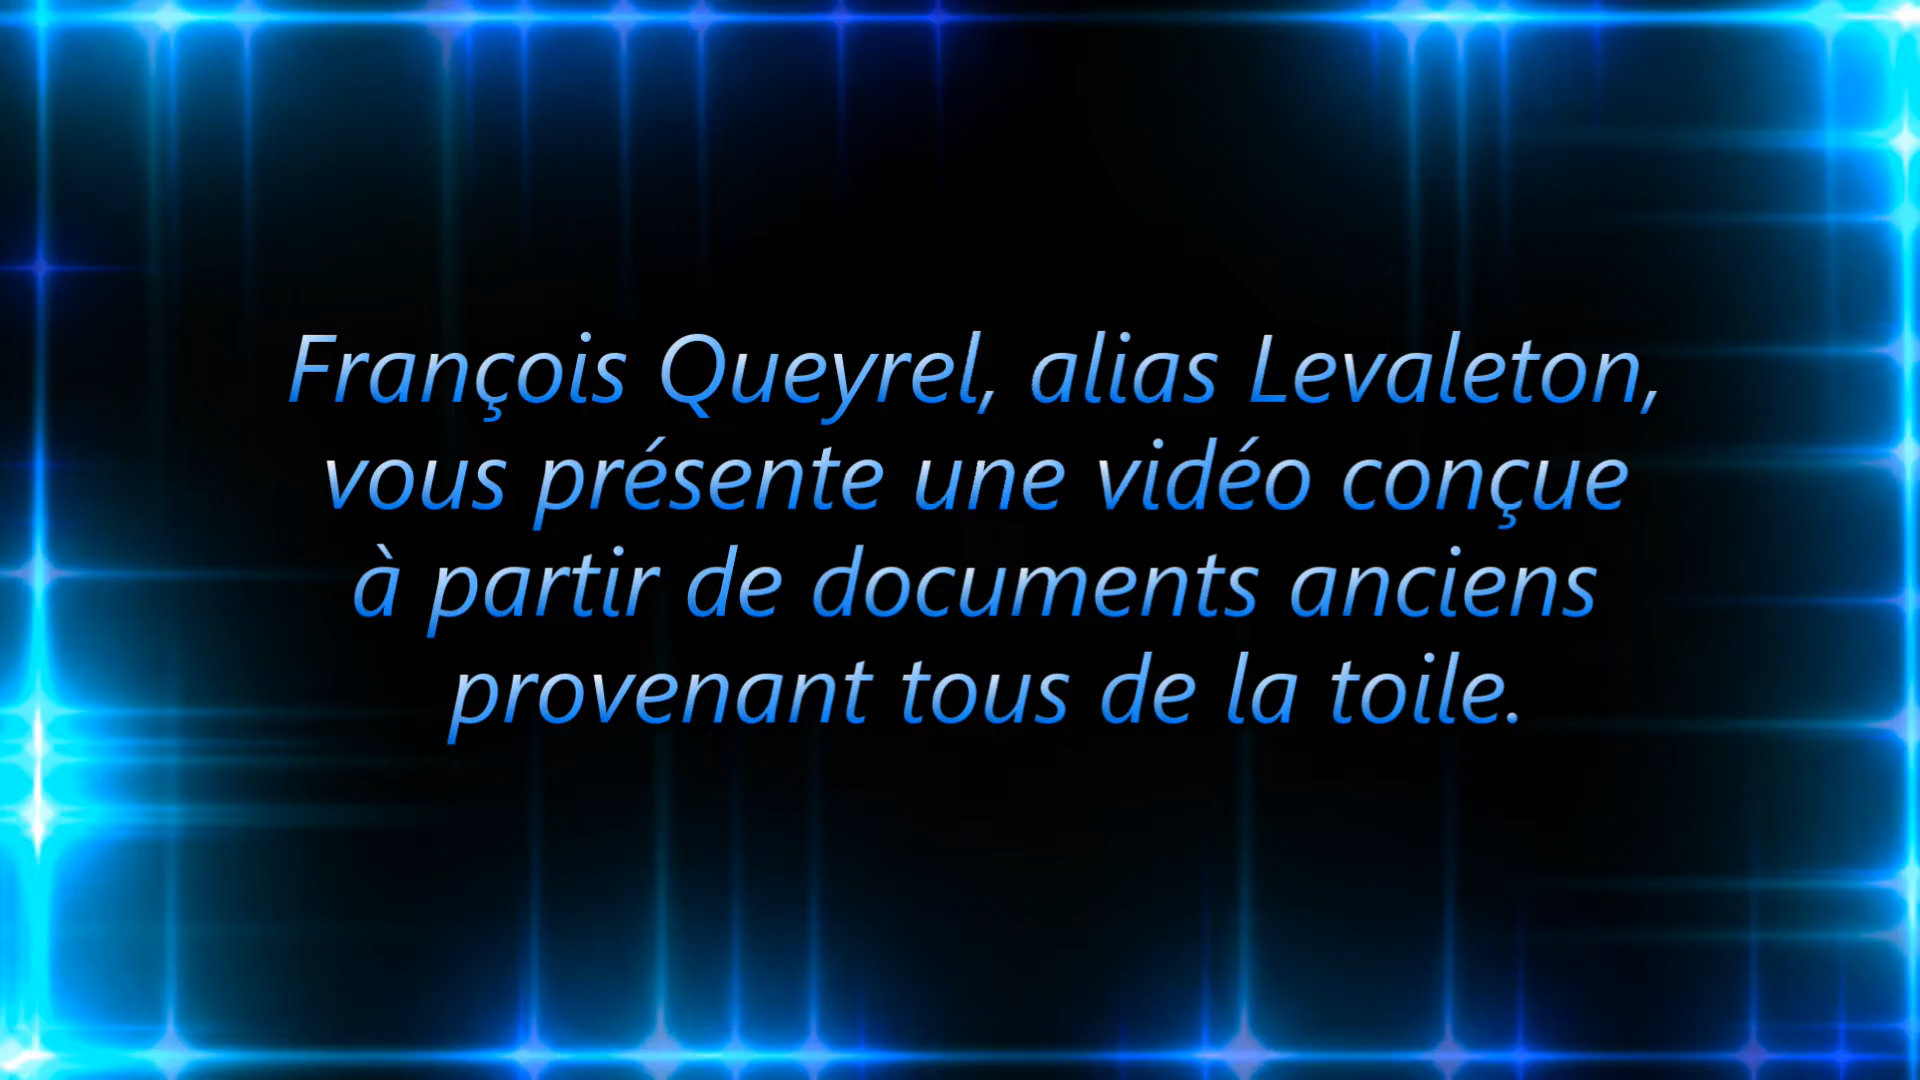 François Queyrel, alias Levaleton,
vous présente une vidéo conçue
à partir de documents anciens
provenant tous de la toile.